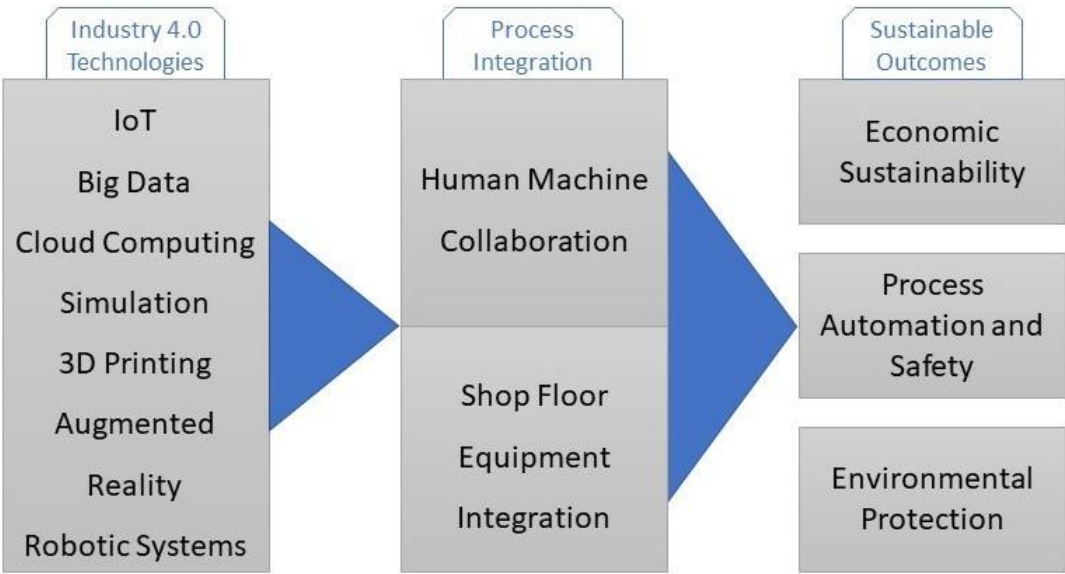 Industry 4.0
Technologies
IoT
Big Data
Cloud Computing
Simulation
3D Printing
Augmented
Reality
Robotic Systems
Process
Integration
Human Machine
Collaboration
Shop Floor
Equipment
Integration
Sustainable
Outcomes
Economic
Sustainability
Process
Automation and
Safety
Environmental
Protection